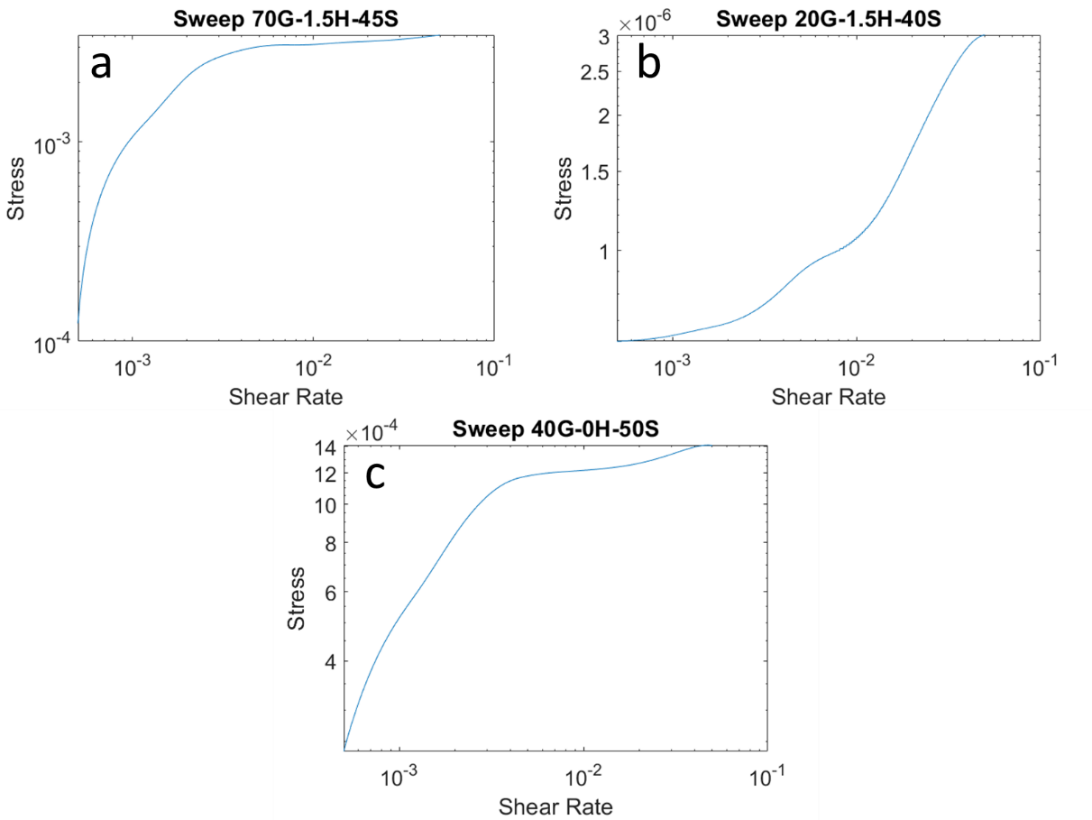 Sweep 70G-1.5H-45S
a
10^-3
10^-4
Stress
10^-3
10^-2
10^-1
Shear Rate
×10^-6
Sweep 20G-1.5H-40S
b
3
2.5
2
1.5
1
Stress
10^-3
10^-2
10^-1
Shear Rate
×10^-4
Sweep 40G-0H-50S
c
14
12
10
8
6
4
Stress
10^-3
10^-2
10^-1
Shear Rate